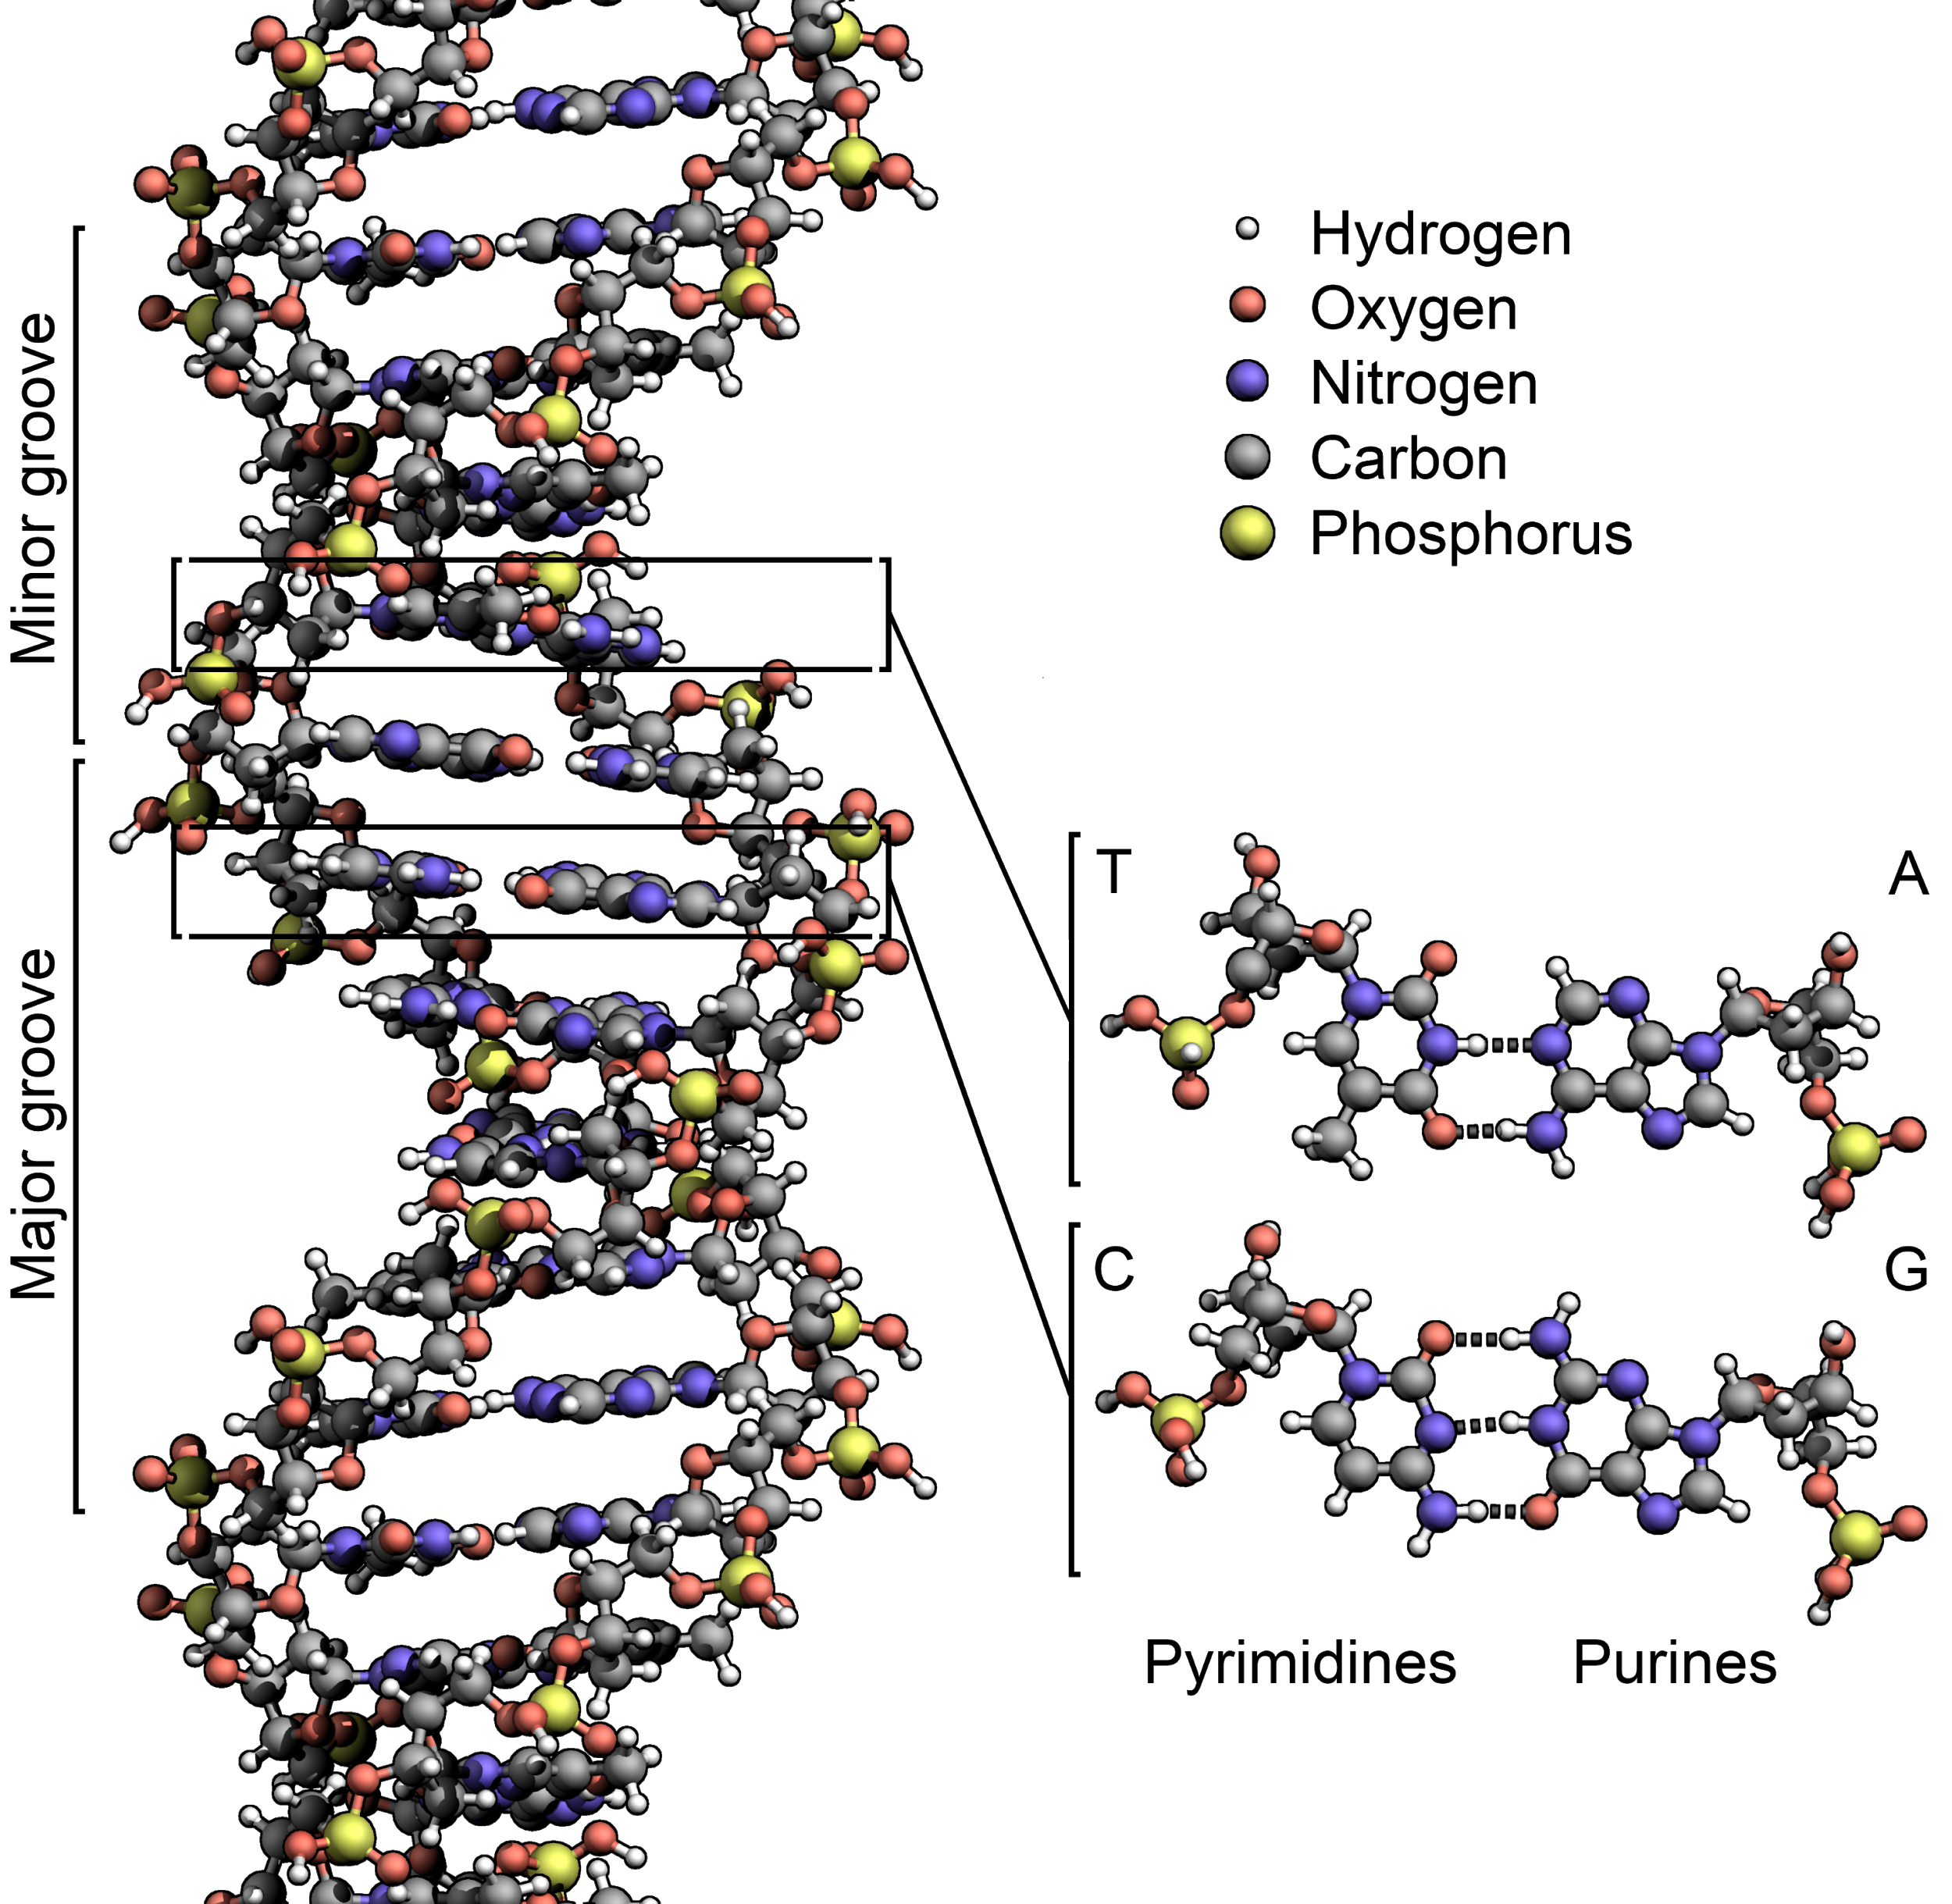 Minor groove
Major groove
Hydrogen
Oxygen
Nitrogen
Carbon
Phosphorus
T
A
C
G
Pyrimidines
Purines